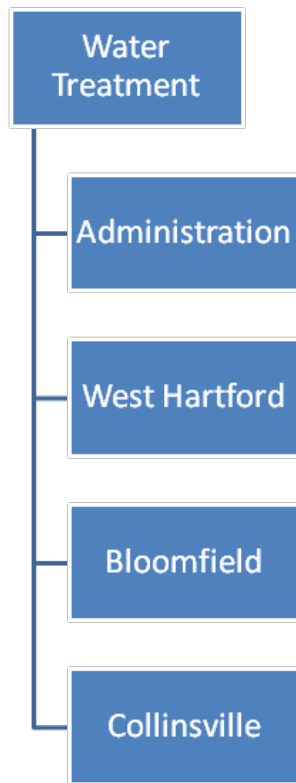 Water
Treatment
Administration
West Hartford
Bloomfield
Collinsville